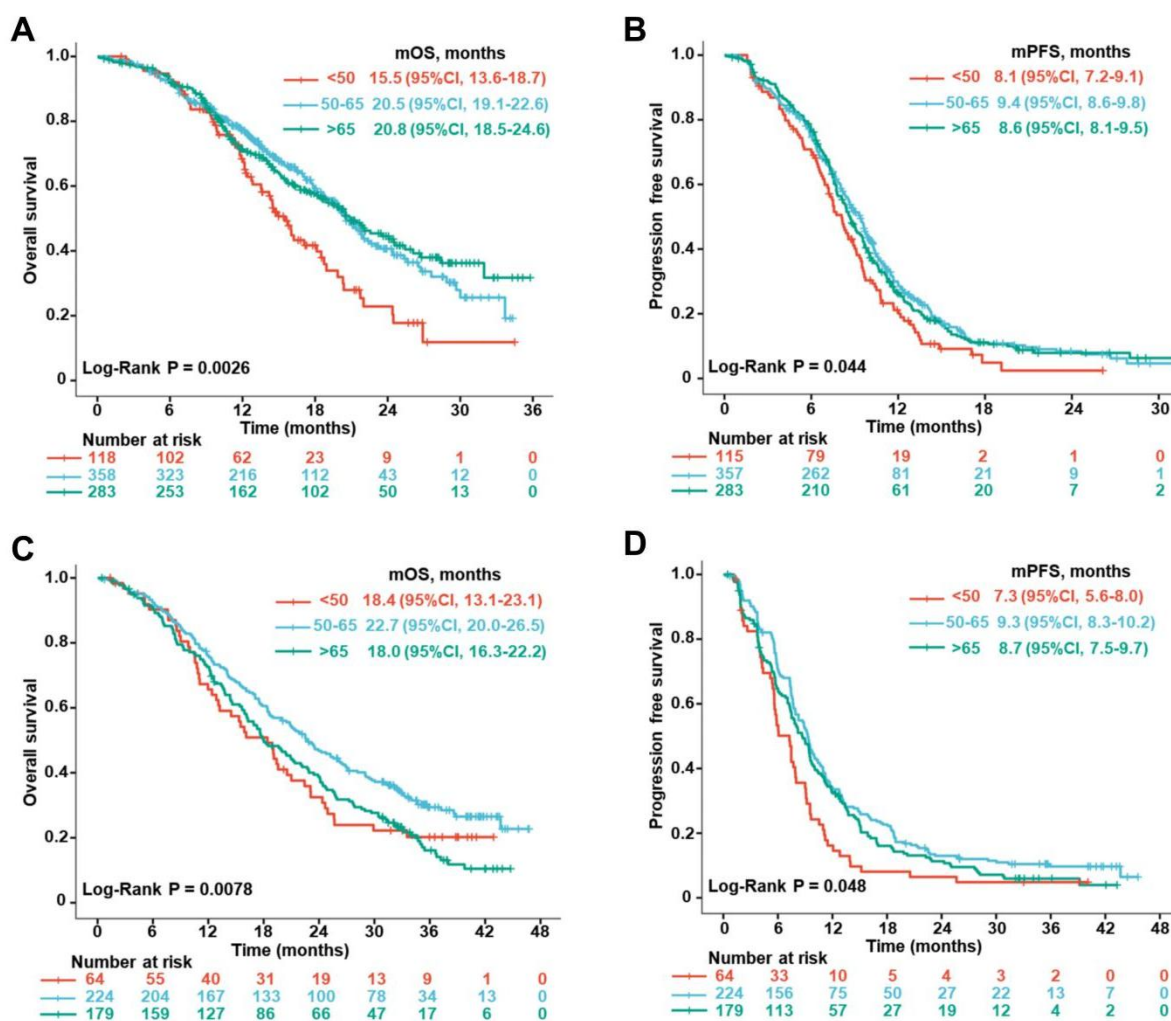 A
mOS, months
<50 15.5 (95%CI, 13.6-18.7)
50-65 20.5 (95%CI, 19.1-22.6)
>65 20.8 (95%CI, 18.5-24.6)
Overall survival
1.0
0.8
0.6
0.4
0.2
0
Log-Rank P = 0.0026
0 6 12 18 24 30 36
Time (months)
Number at risk
118 102 62 23 9 1 0
358 323 216 112 43 12 0
283 253 162 102 50 13 0
B
mPFS, months
<50 8.1 (95%CI, 7.2-9.1)
50-65 9.4 (95%CI, 8.6-9.8)
>65 8.6 (95%CI, 8.1-9.5)
Progression free survival
1.0
0.8
0.6
0.4
0.2
0
Log-Rank P = 0.044
0 6 12 18 24 30
Time (months)
Number at risk
115 79 19 2 1 0
357 262 81 21 9 1
283 210 61 20 7 2
C
mOS, months
<50 18.4 (95%CI, 13.1-23.1)
50-65 22.7 (95%CI, 20.0-26.5)
>65 18.0 (95%CI, 16.3-22.2)
Overall survival
1.0
0.8
0.6
0.4
0.2
0
Log-Rank P = 0.0078
0 6 12 18 24 30 36 42 48
Time (months)
Number at risk
64 55 40 31 19 13 9 1 0
224 204 167 133 100 78 34 13 0
179 159 127 86 66 47 17 6 0
D
mPFS, months
<50 7.3 (95%CI, 5.6-8.0)
50-65 9.3 (95%CI, 8.3-10.2)
>65 8.7 (95%CI, 7.5-9.7)
Progression free survival
1.0
0.8
0.6
0.4
0.2
0
Log-Rank P = 0.048
0 6 12 18 24 30 36 42 48
Time (months)
Number at risk
64 33 10 5 4 3 2 0 0
224 156 75 50 27 22 13 7 0
179 113 57 27 19 12 4 2 0